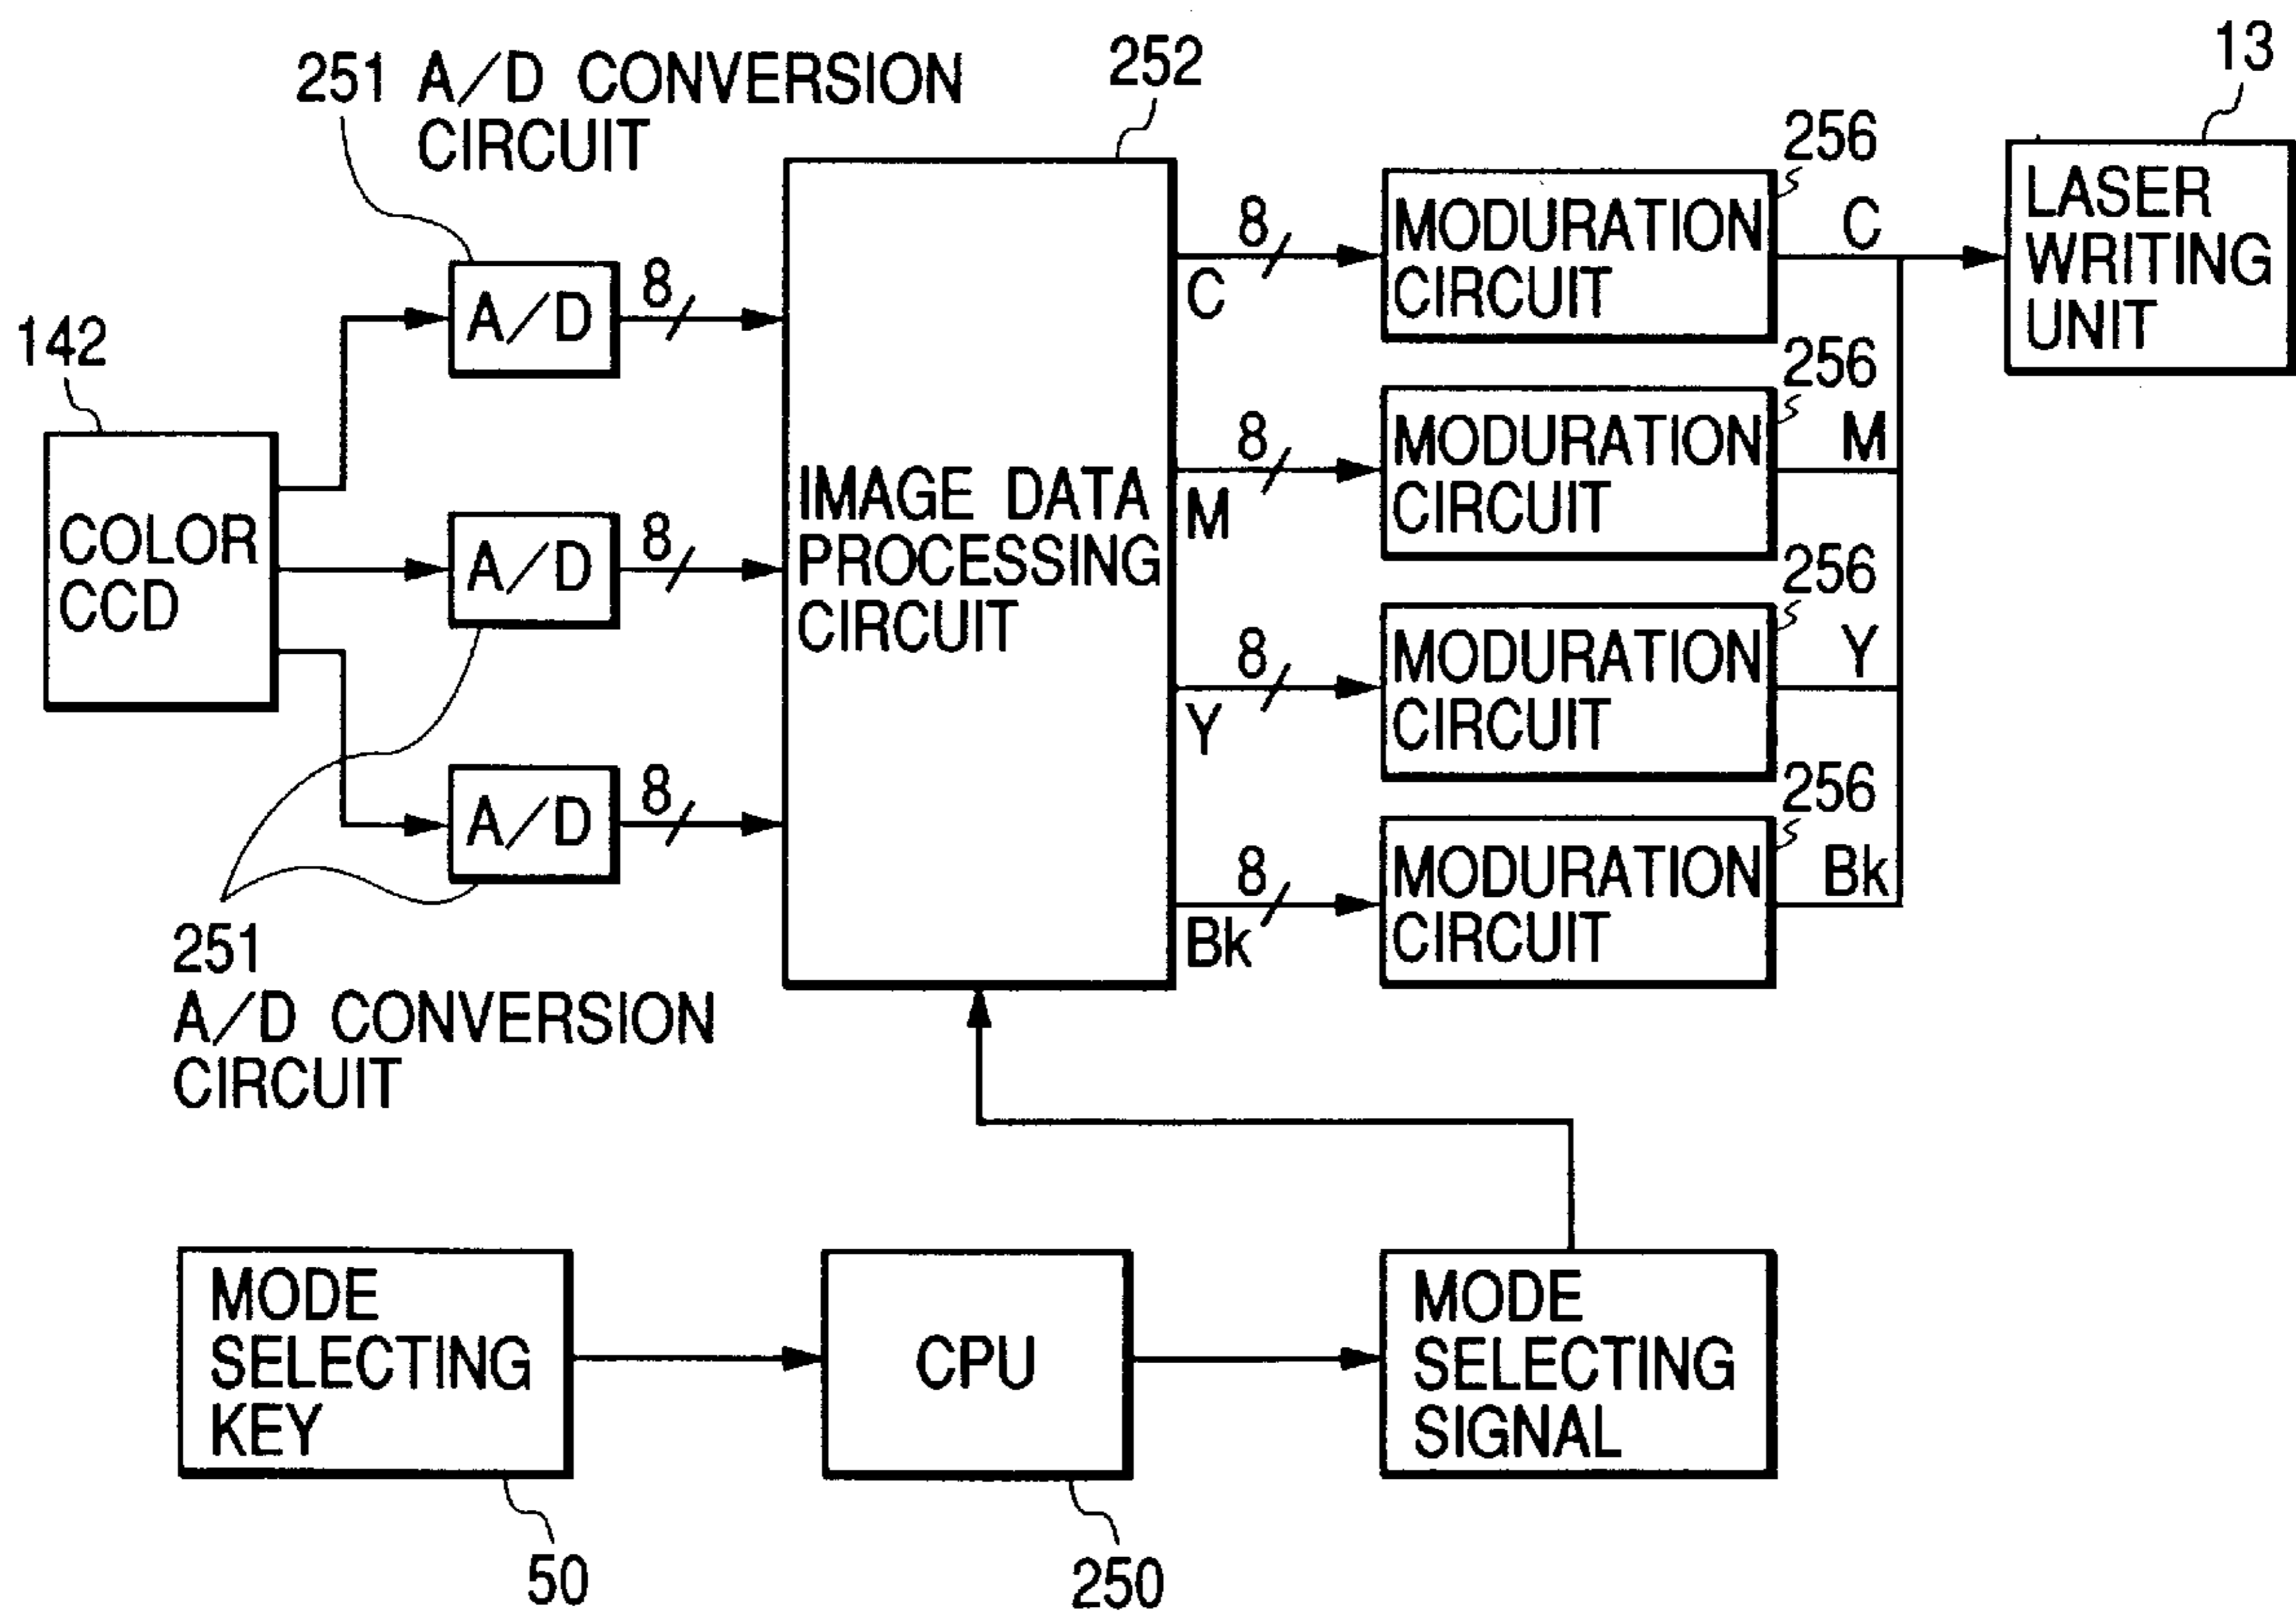 251 A/D CONVERSION
CIRCUIT
252
13
142
COLOR
CCD
A/D
8
A/D
8
A/D
8
251
A/D CONVERSION
CIRCUIT
IMAGE DATA
PROCESSING
CIRCUIT
8
C
8
M
8
Y
8
Bk
256
MODURATION
CIRCUIT
C
256
MODURATION
CIRCUIT
M
256
MODURATION
CIRCUIT
Y
256
MODURATION
CIRCUIT
Bk
LASER
WRITING
UNIT
MODE
SELECTING
KEY
50
CPU
250
MODE
SELECTING
SIGNAL